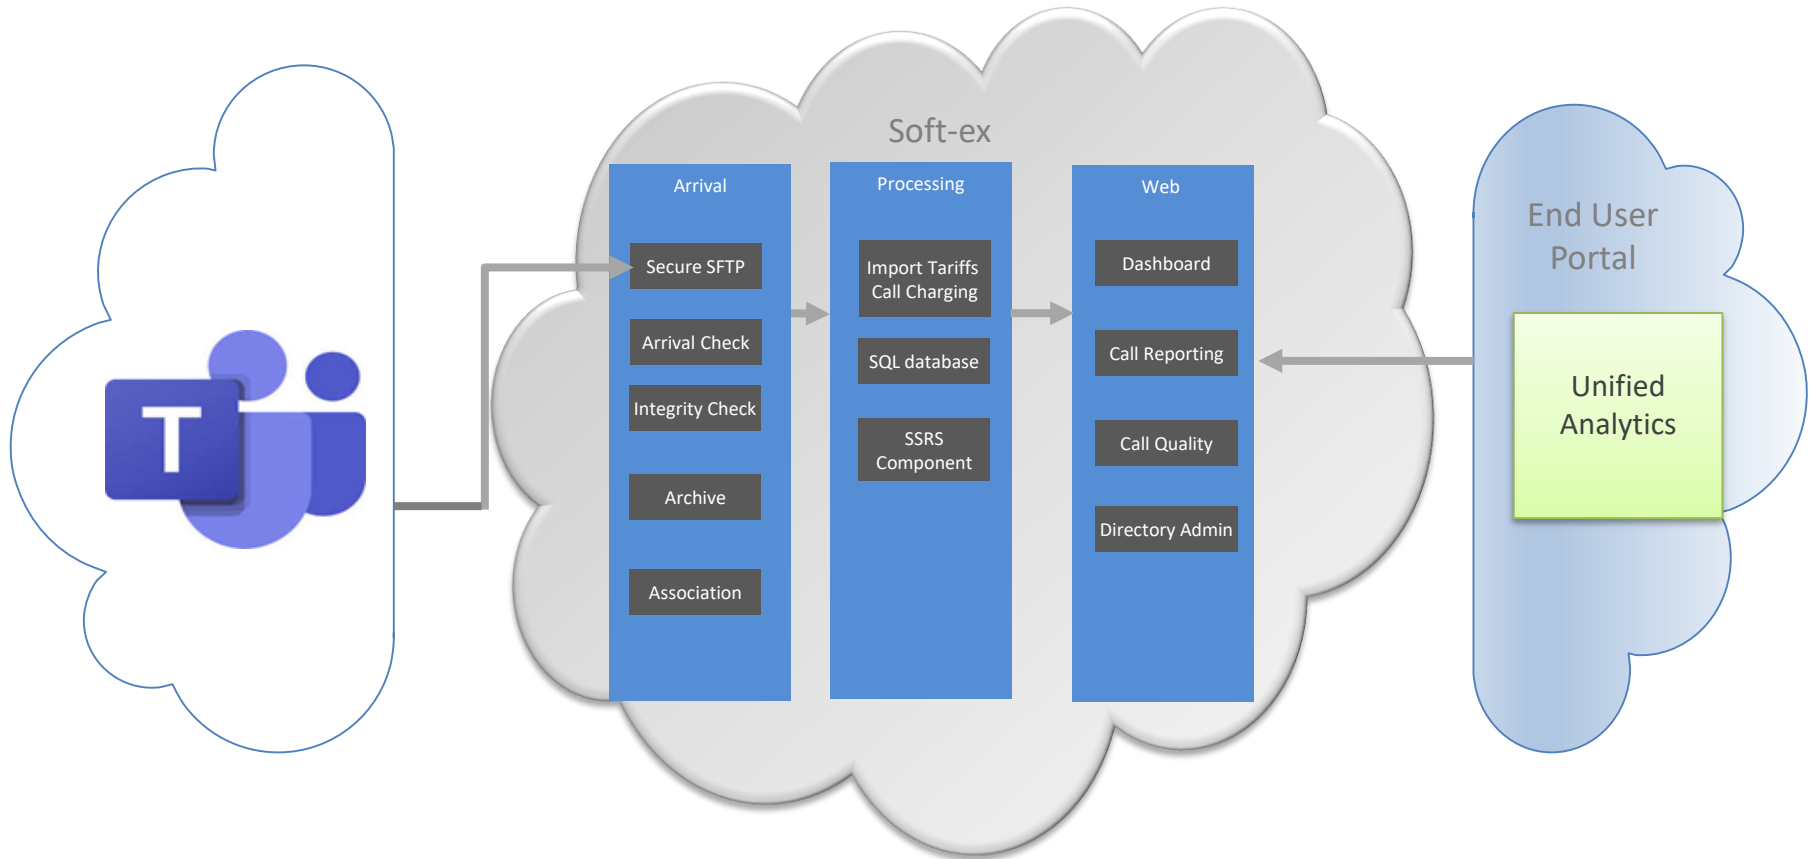 Soft-ex
T
Arrival
Secure SFTP
Arrival Check
Integrity Check
Archive
Association
Processing
Import Tariffs
Call Charging
SQL database
SSRS
Component
Web
Dashboard
Call Reporting
Call Quality
Directory Admin
End User
Portal
Unified
Analytics